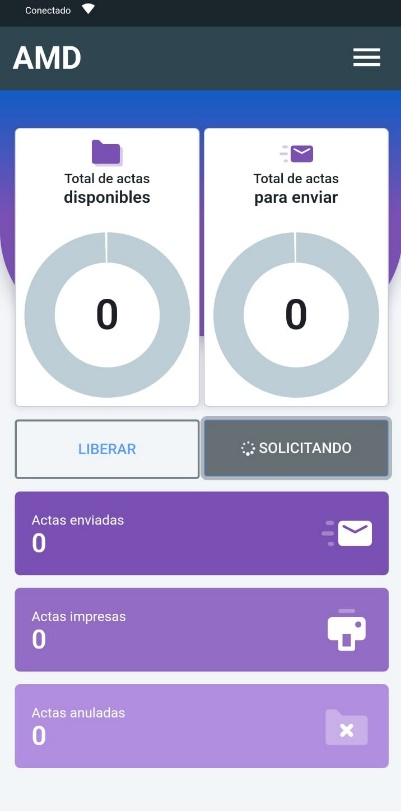 Conectado
AMD
Total de actas
disponibles
Total de actas
para enviar
0
0
LIBERAR
SOLICITANDO
Actas enviadas
0
Actas impresas
0
Actas anuladas
0